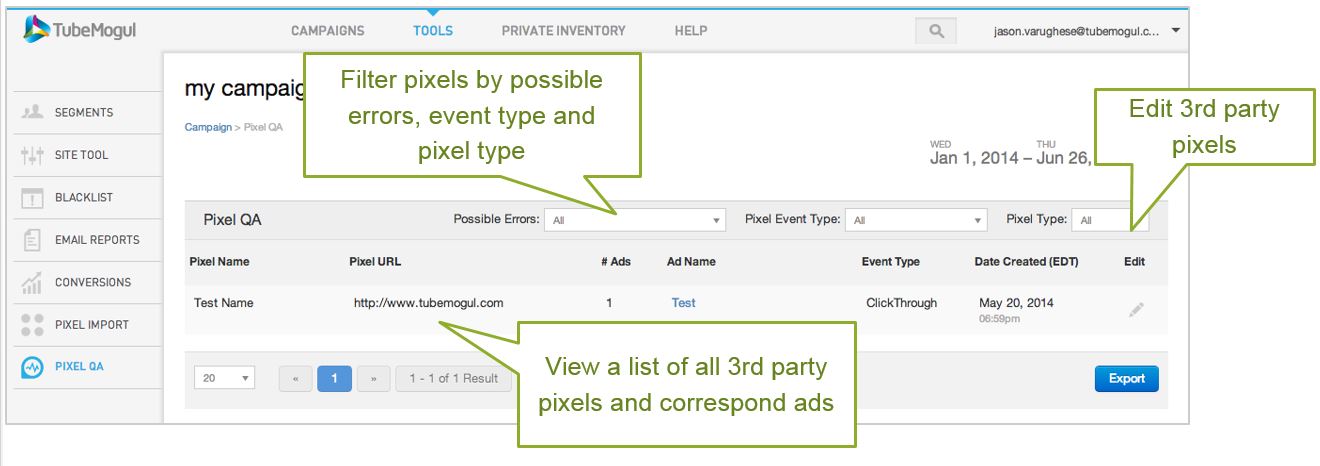 TubeMogul
CAMPAIGNS TOOLS PRIVATE INVENTORY HELP
jason.varughese@tubemogul.c...
my campaig
Campaign > Pixel QA
Filter pixels by possible
errors, event type and
pixel type
Edit 3rd party
pixels
WED THU
Jan 1, 2014 – Jun 26,
SEGMENTS
SITE TOOL
BLACKLIST
EMAIL REPORTS
CONVERSIONS
PIXEL IMPORT
PIXEL QA
Pixel QA Possible Errors: All Pixel Event Type: All Pixel Type: All
Pixel Name Pixel URL # Ads Ad Name Event Type Date Created (EDT) Edit
Test Name http://www.tubemogul.com 1 Test ClickThrough May 20, 2014
06:59pm
View a list of all 3rd party
pixels and correspond ads
20 « 1 » 1 - 1 of 1 Result Export